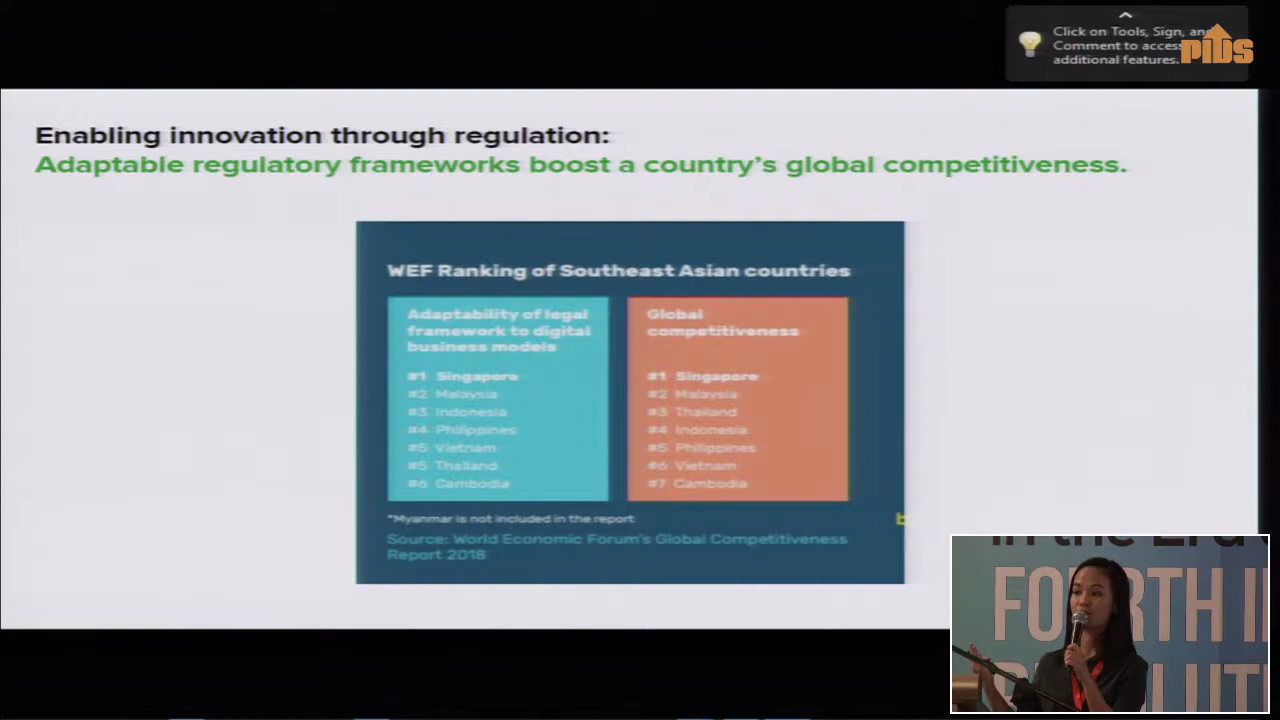 Click on Tools, Sign, and
Comment to access
additional features.
PIDS
Enabling innovation through regulation:
Adaptable regulatory frameworks boost a country's global competitiveness.
WEF Ranking of Southeast Asian countries
Adaptability of legal
framework to digital
business models
#1 Singapore
#2 Malaysia
#3 Indonesia
#4 Philippines
#5 Vietnam
#5 Thailand
#6 Cambodia
Global
competitiveness
#1 Singapore
#2 Malaysia
#3 Thailand
#4 Indonesia
#5 Philippines
#6 Vietnam
#7 Cambodia
*Myanmar is not included in the report
Source: World Economic Forum's Global Competitiveness
Report 2018
in the Era
FOURTH